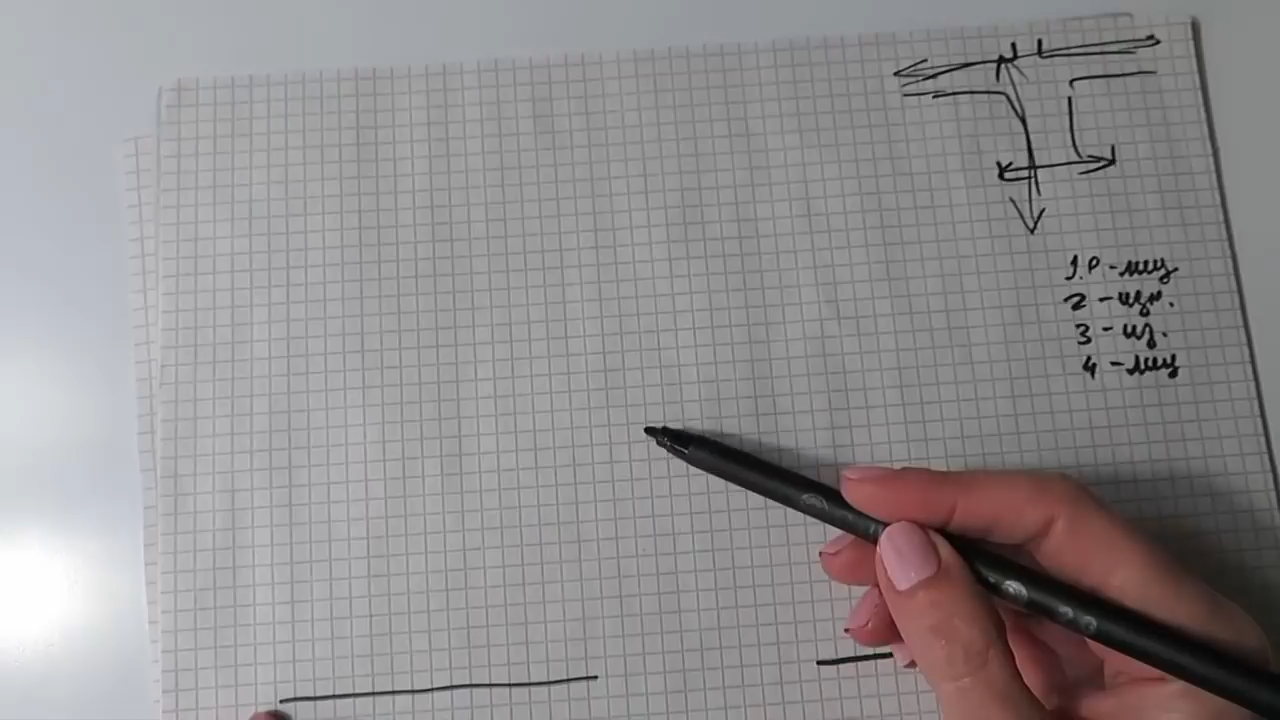 1.р - лиц
2 - изн.
3 - из.
4 - лиц